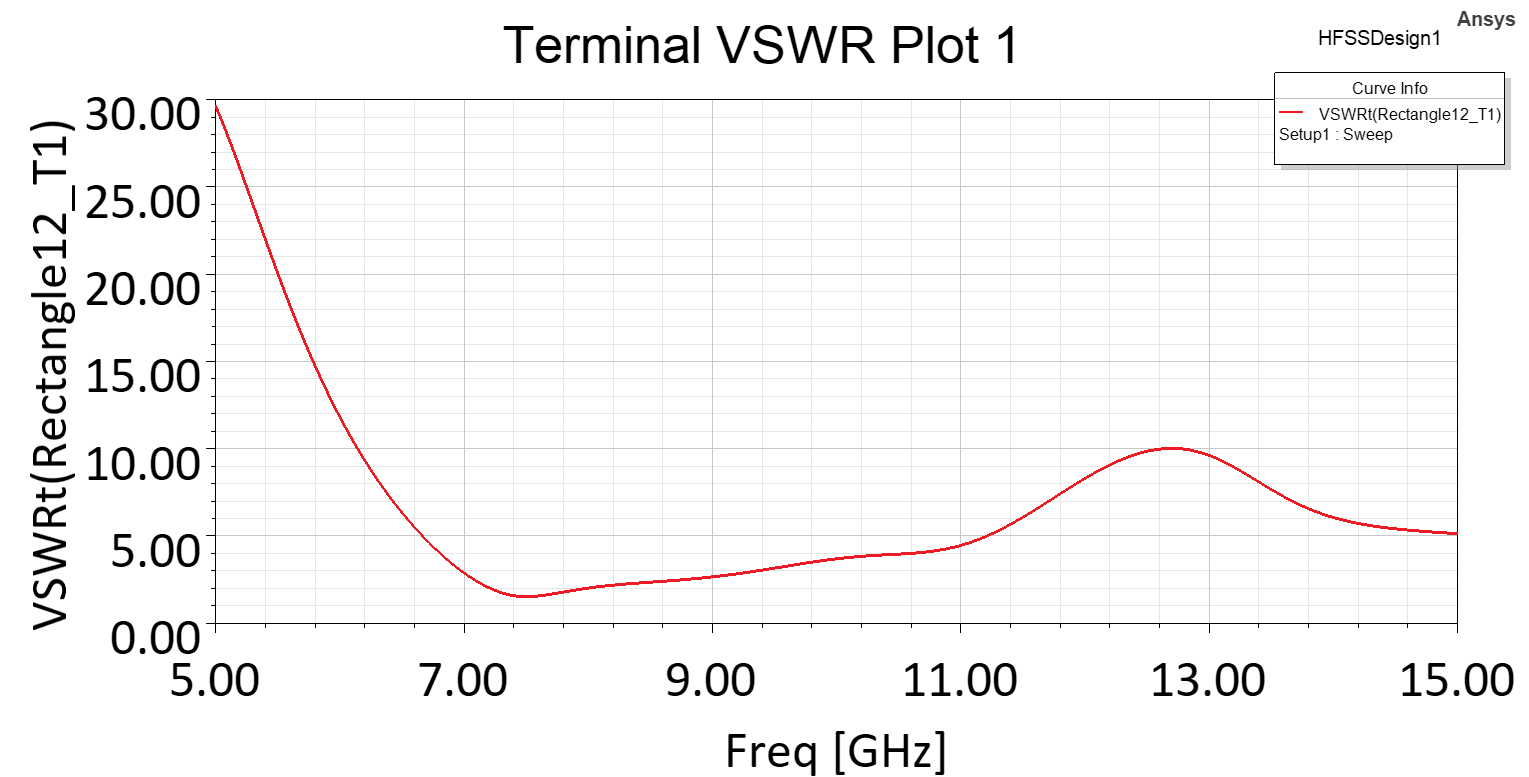 Ansys
Terminal VSWR Plot 1
HFSSDesign1
Curve Info
VSWRt(Rectangle12_T1)
Setup1 : Sweep
VSWRt(Rectangle12_T1)
30.00
25.00
20.00
15.00
10.00
5.00
0.00
5.00 7.00 9.00 11.00 13.00 15.00
Freq [GHz]